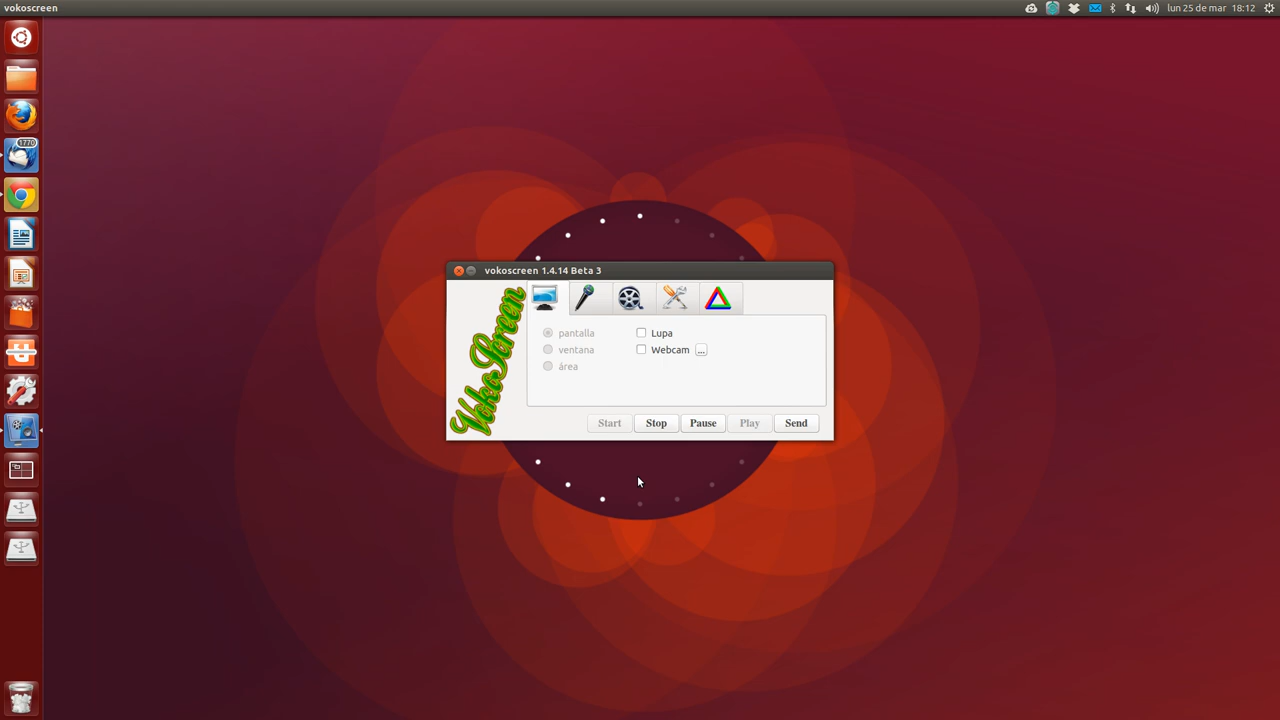 vokoscreen
lun 25 de mar 18:12
1770
vokoscreen 1.4.14 Beta 3
VokoScreen
pantalla
Lupa
ventana
Webcam ...
área
Start Stop Pause Play Send